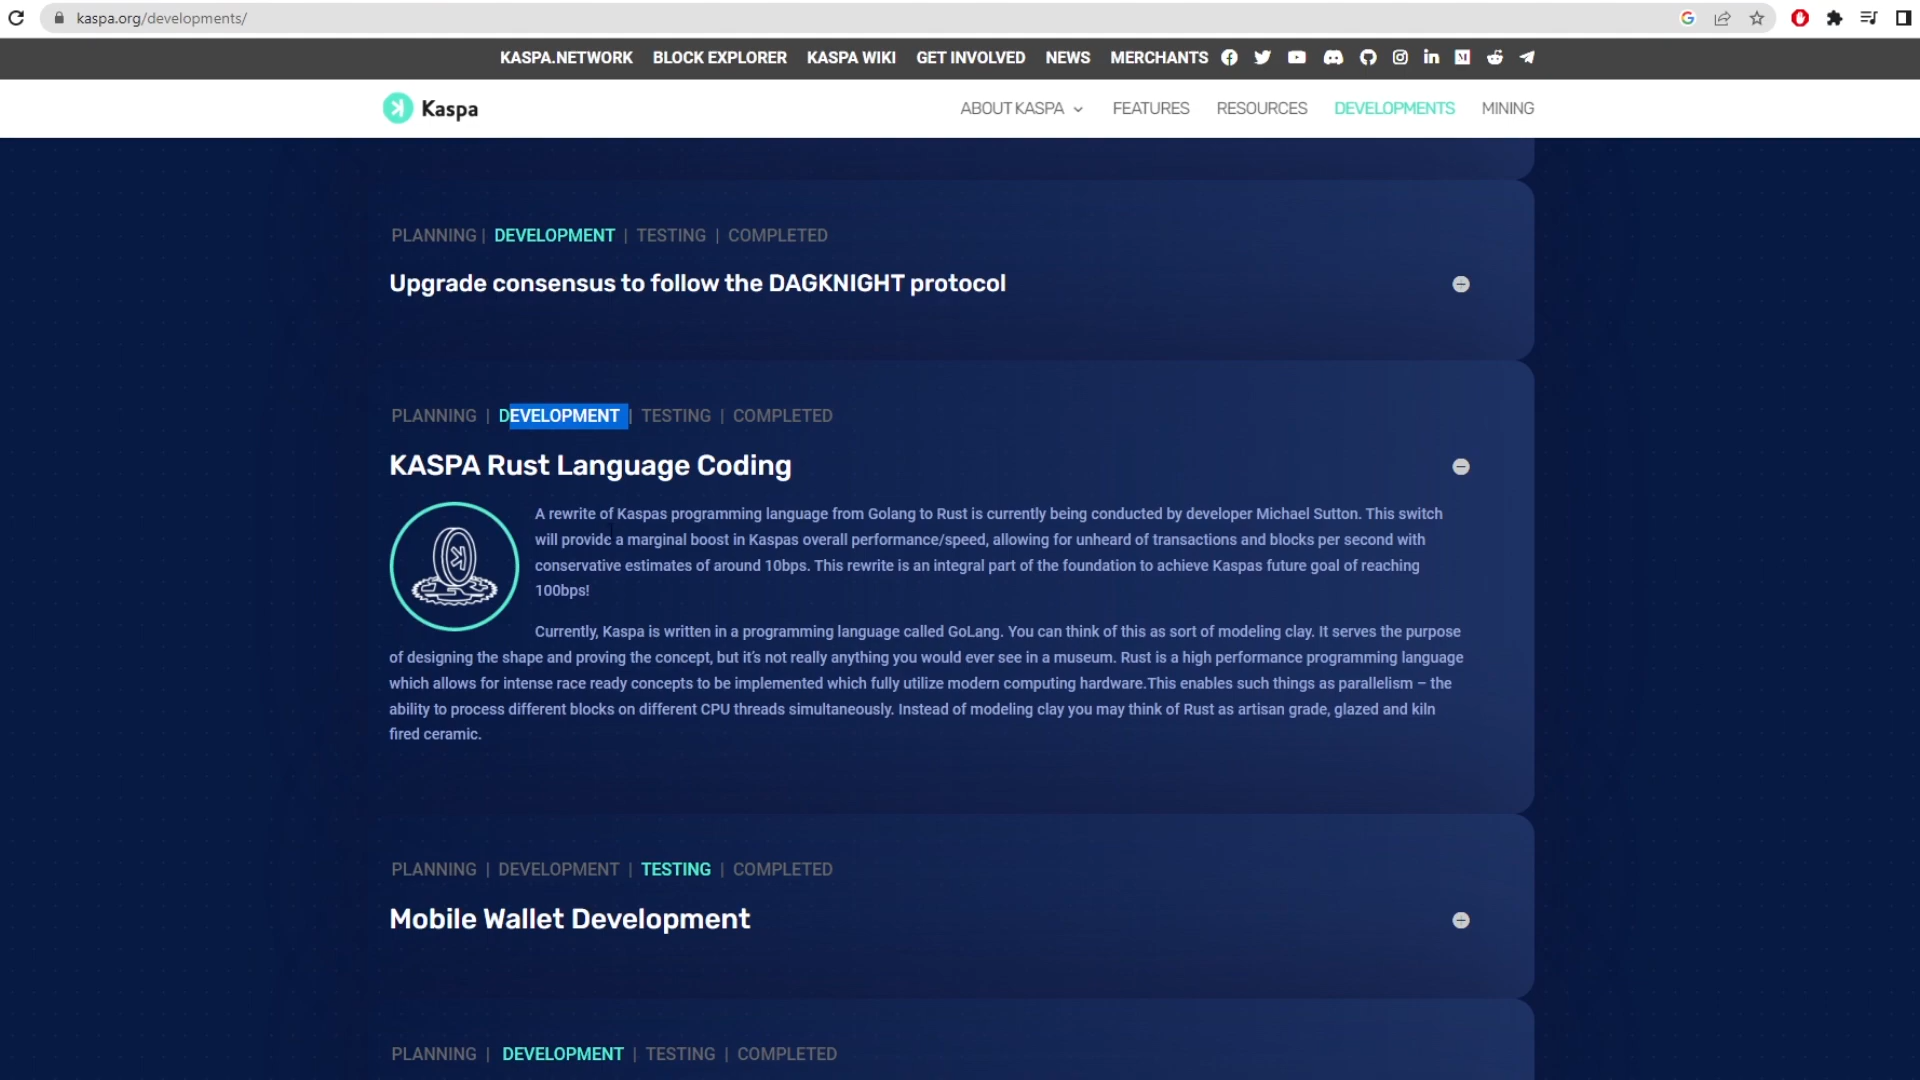 kaspa.org/developments/
KASPA.NETWORK BLOCK EXPLORER KASPA WIKI GET INVOLVED NEWS MERCHANTS
Kaspa ABOUT KASPA FEATURES RESOURCES DEVELOPMENTS MINING
PLANNING | DEVELOPMENT | TESTING | COMPLETED
Upgrade consensus to follow the DAGKNIGHT protocol
PLANNING | DEVELOPMENT | TESTING | COMPLETED
KASPA Rust Language Coding
A rewrite of Kaspas programming language from Golang to Rust is currently being conducted by developer Michael Sutton. This switch
will provide a marginal boost in Kaspas overall performance/speed, allowing for unheard of transactions and blocks per second with
conservative estimates of around 10bps. This rewrite is an integral part of the foundation to achieve Kaspas future goal of reaching
100bps!
Currently, Kaspa is written in a programming language called GoLang. You can think of this as sort of modeling clay. It serves the purpose
of designing the shape and proving the concept, but it’s not really anything you would ever see in a museum. Rust is a high performance programming language
which allows for intense race ready concepts to be implemented which fully utilize modern computing hardware.This enables such things as parallelism – the
ability to process different blocks on different CPU threads simultaneously. Instead of modeling clay you may think of Rust as artisan grade, glazed and kiln
fired ceramic.
PLANNING | DEVELOPMENT | TESTING | COMPLETED
Mobile Wallet Development
PLANNING | DEVELOPMENT | TESTING | COMPLETED